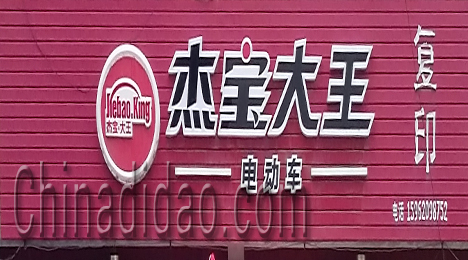 Jiebao.King
杰宝·大王
杰宝大王
电动车
复印
电话 15962098752
Chinadidao.com